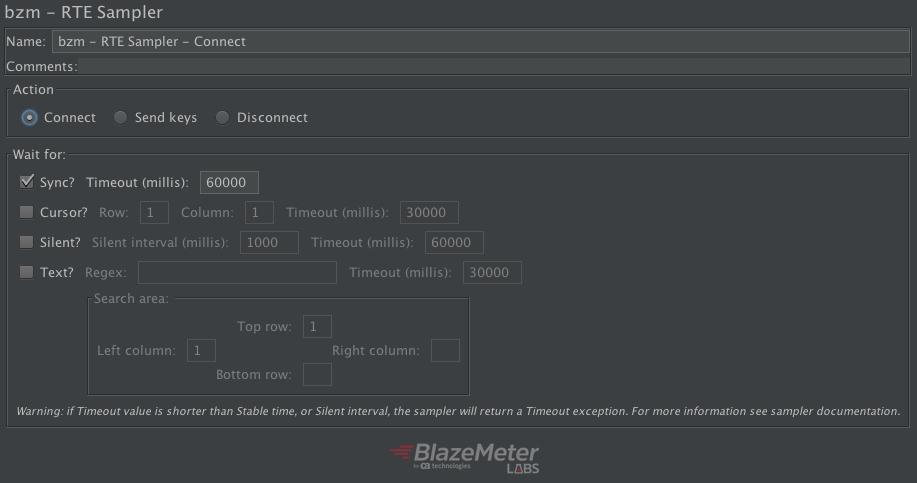 bzm - RTE Sampler
Name: bzm - RTE Sampler - Connect
Comments:
Action
Connect Send keys Disconnect
Wait for:
Sync? Timeout (millis): 60000
Cursor? Row: 1 Column: 1 Timeout (millis): 30000
Silent? Silent interval (millis): 1000 Timeout (millis): 60000
Text? Regex: Timeout (millis): 30000
Search area:
Top row: 1
Left column: 1 Right column:
Bottom row:
Warning: if Timeout value is shorter than Stable time, or Silent interval, the sampler will return a Timeout exception. For more information see sampler documentation.
BlazeMeter
by ca technologies LABS